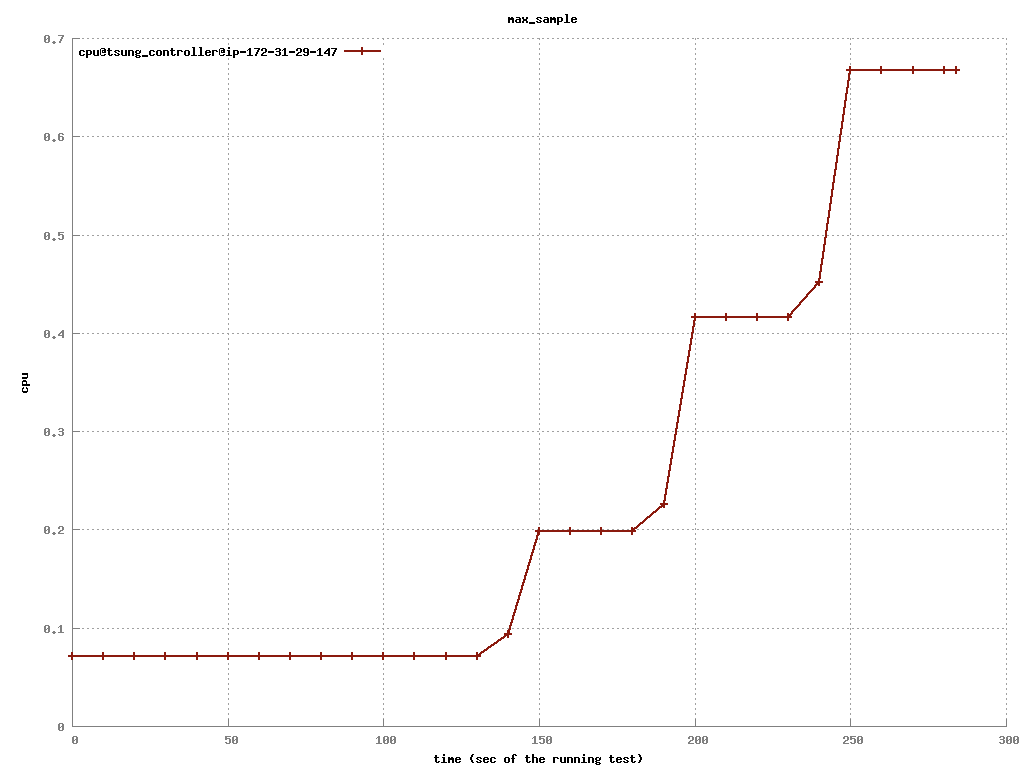 max_sample
0.7
cpu@tsung_controller@ip-172-31-29-147
0.6
0.5
0.4
cpu
0.3
0.2
0.1
0
0 50 100 150 200 250 300
time (sec of the running test)